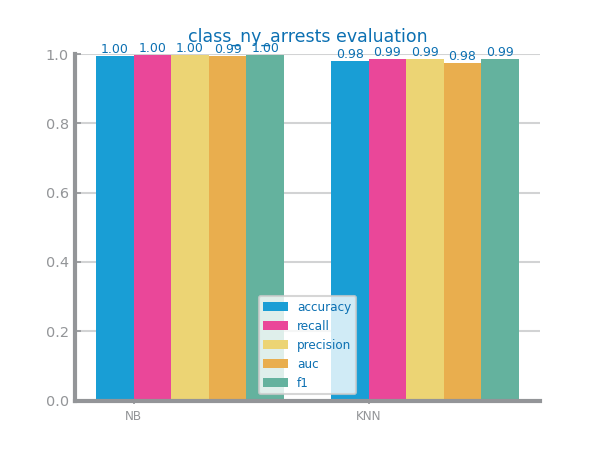 class_ny_arrests evaluation
1.00 1.00 1.00 0.99 1.00 0.98 0.99 0.99 0.98 0.99
1.0
0.8
0.6
0.4
0.2
0.0
accuracy
recall
precision
auc
f1
NB KNN